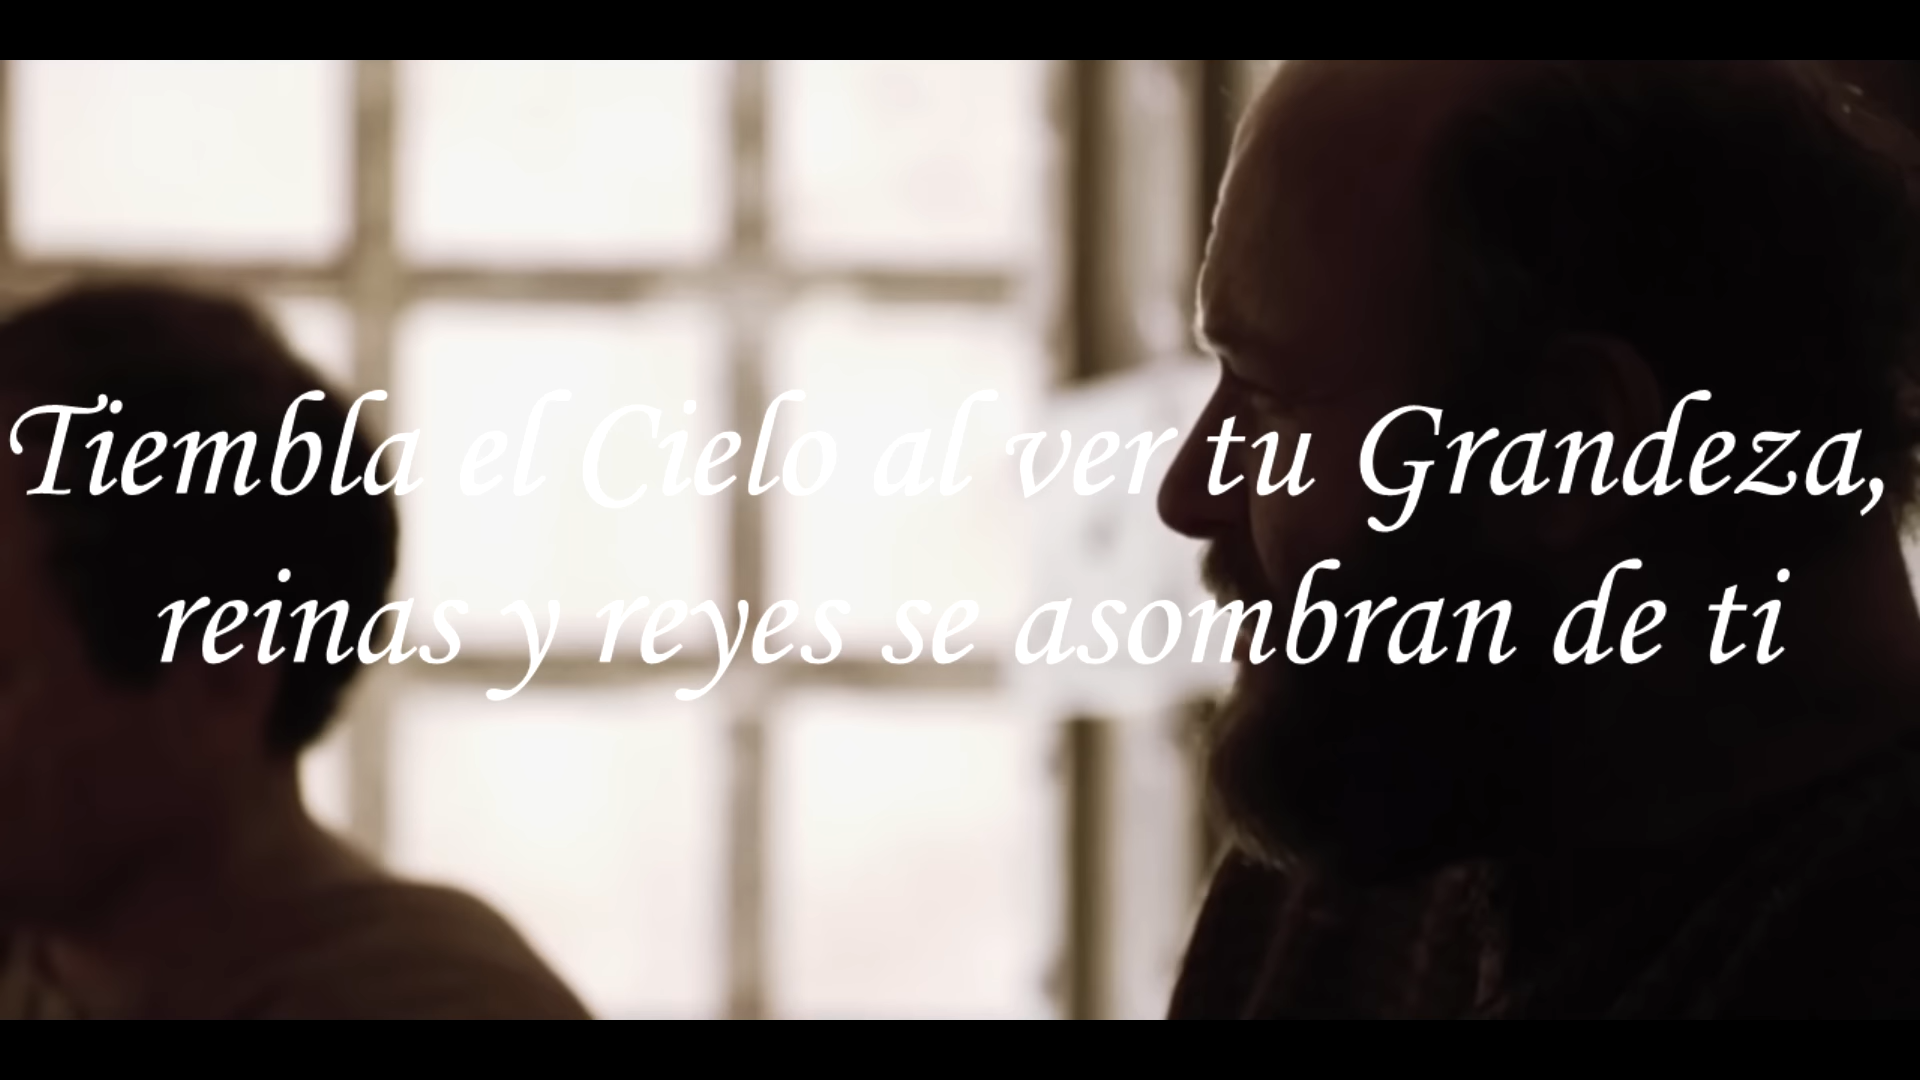 Tiembla el Cielo al ver tu Grandeza,
reinas y reyes se asombran de ti